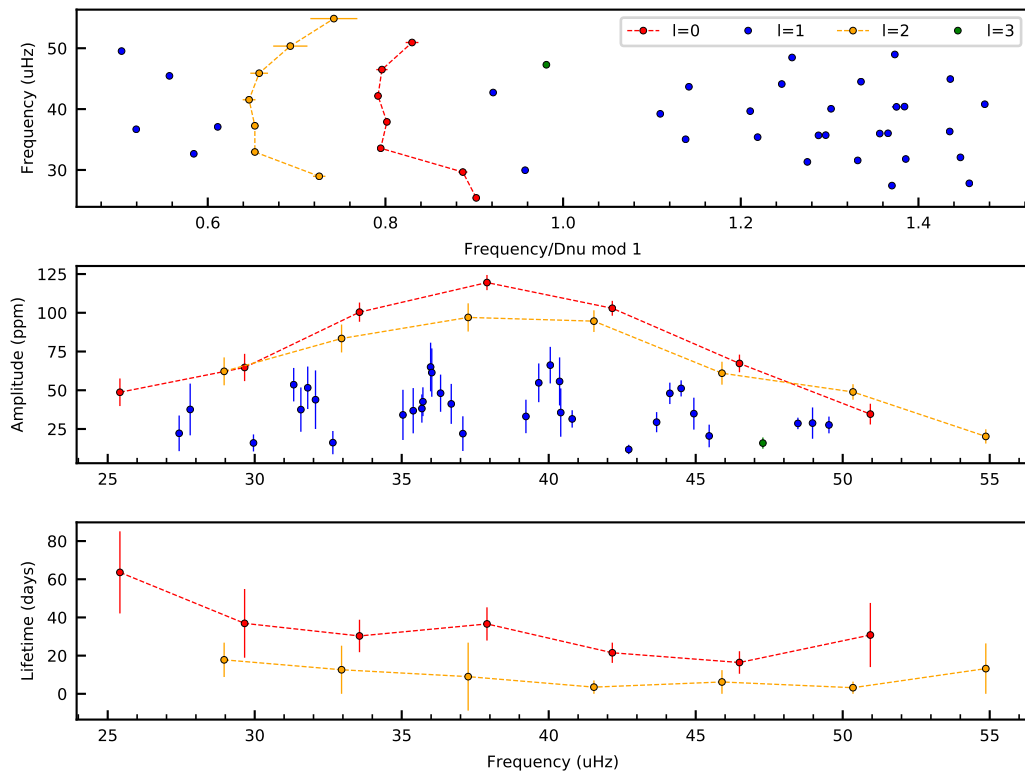 l=0 l=1 l=2 l=3
Frequency (uHz)
50
40
30
0.6 0.8 1.0 1.2 1.4
Frequency/Dnu mod 1
Amplitude (ppm)
125
100
75
50
25
25 30 35 40 45 50 55
Lifetime (days)
80
60
40
20
0
25 30 35 40 45 50 55
Frequency (uHz)